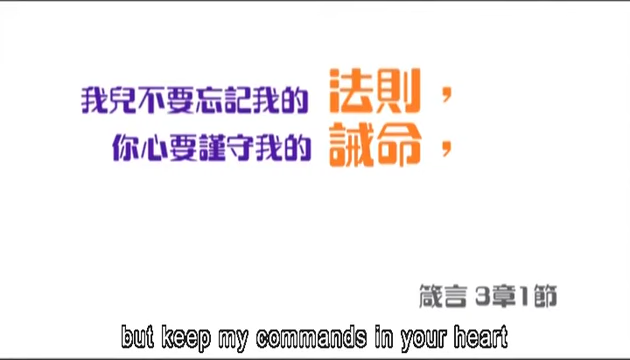 我兒不要忘記我的 法則，
你心要謹守我的 誡命，
箴言 3章1節
but keep my commands in your heart